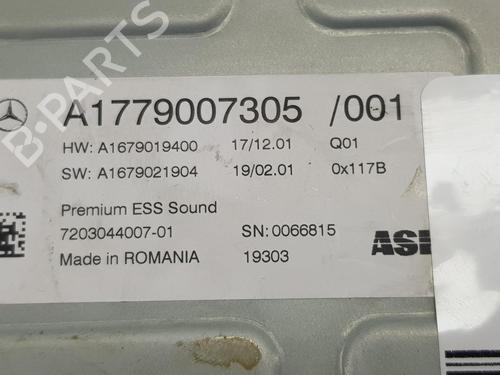 A1779007305 /001
HW: A1679019400 17/12.01 Q01
SW: A1679021904 19/02.01 0x117B
Premium ESS Sound
7203044007-01 SN: 0066815
Made in ROMANIA 19303
B-PARTS